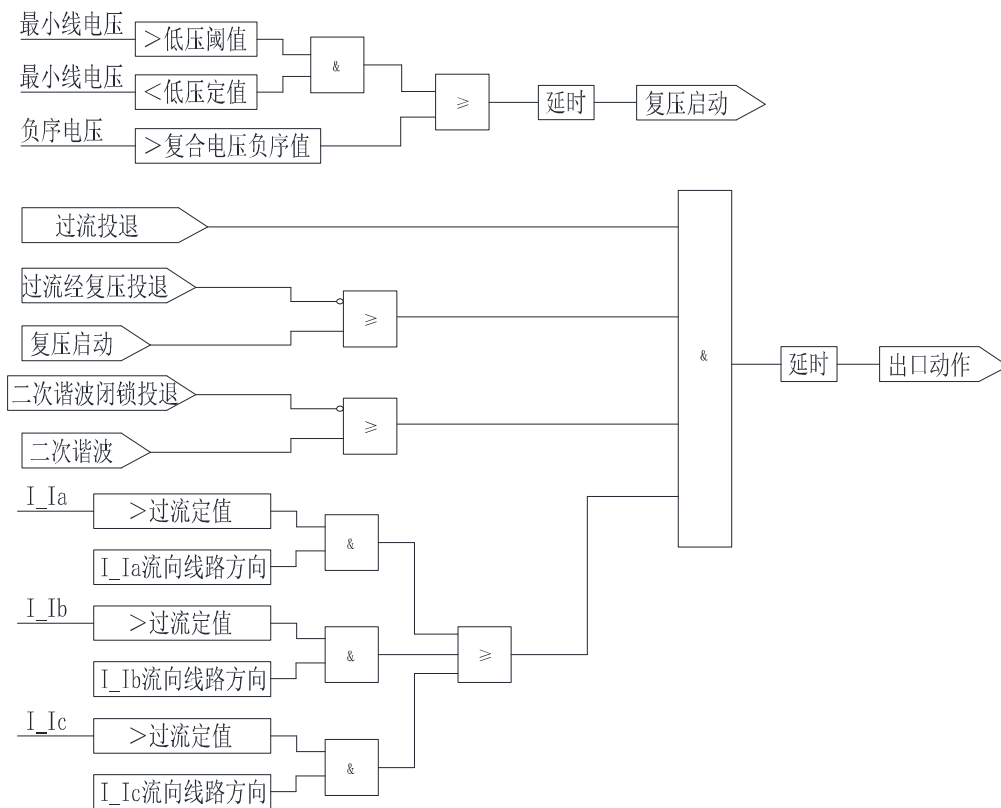 最小线电压
>低压阈值
&
最小线电压
<低压定值
≥
延时
复压启动
负序电压
>复合电压负序值
过流投退
过流经复压投退
≥
复压启动
&
延时
出口动作
二次谐波闭锁投退
≥
二次谐波
I_Ia
>过流定值
&
I_Ia流向线路方向
I_Ib
>过流定值
&
≥
I_Ib流向线路方向
I_Ic
>过流定值
&
I_Ic流向线路方向